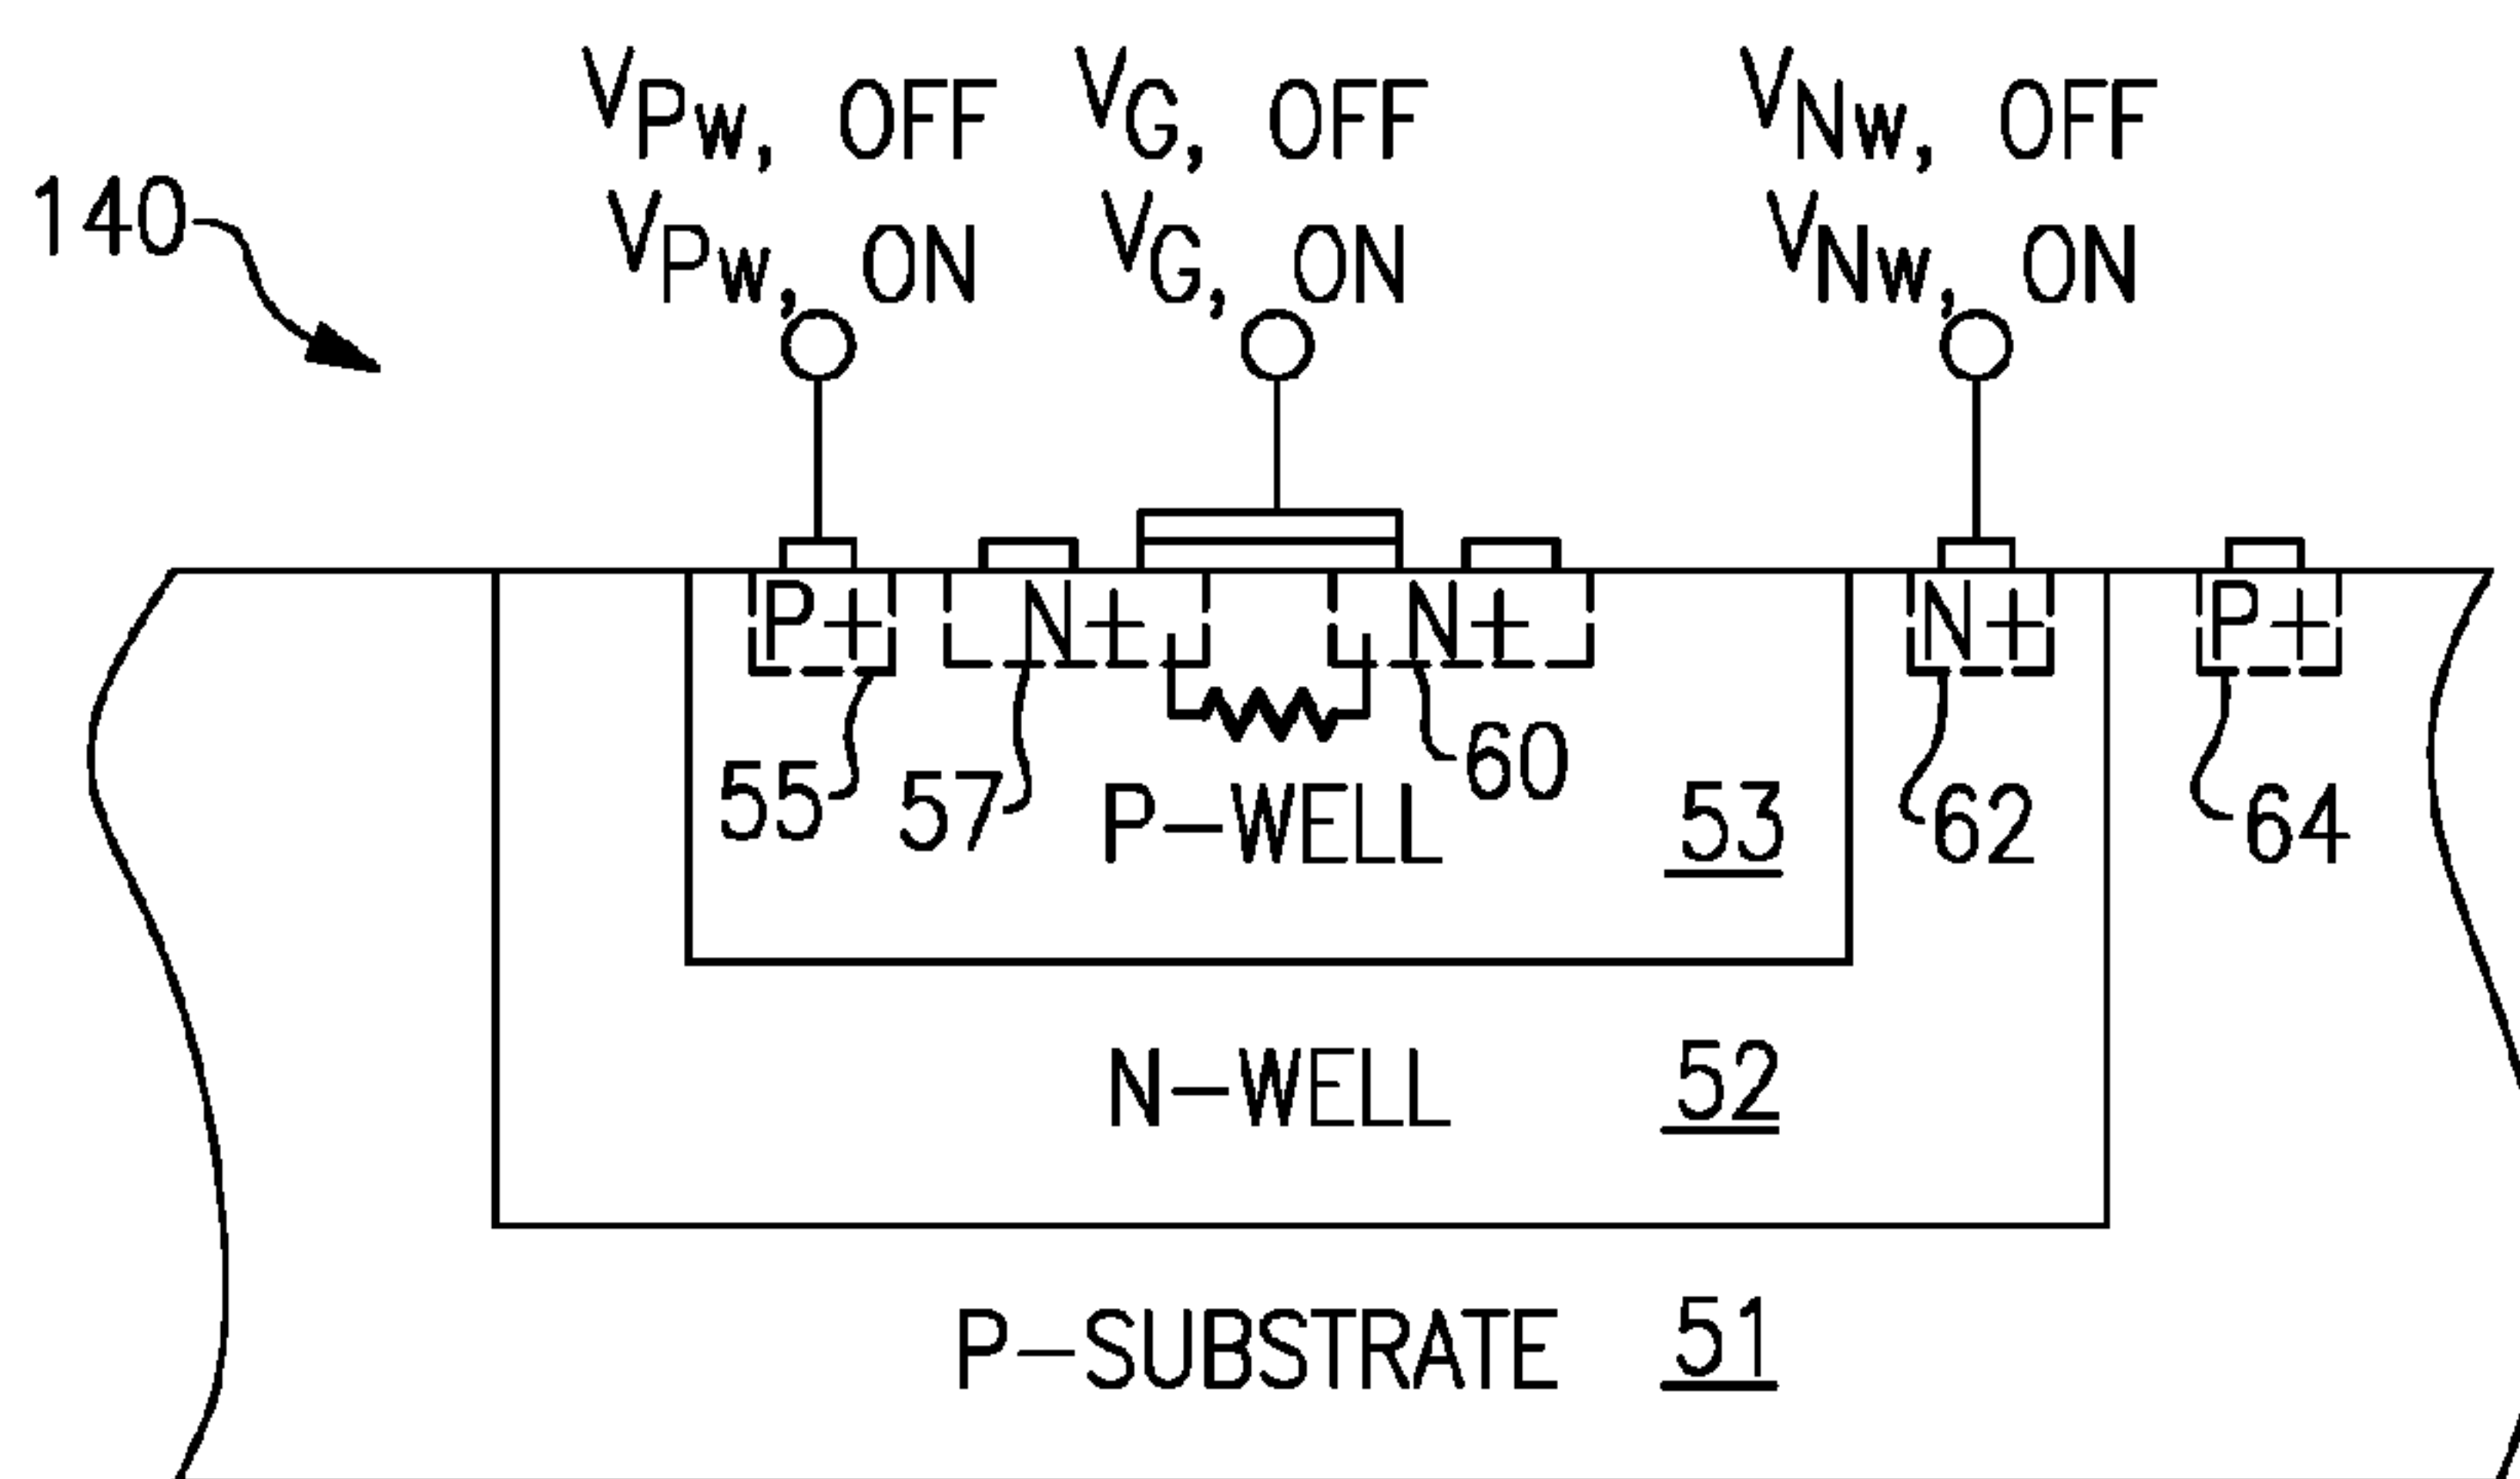 VPW, OFF VG, OFF VNW, OFF
140 VPW, ON VG, ON VNW, ON
P+ N+ N+ N+ P+
55 57 60 62 64
P-WELL 53
N-WELL 52
P-SUBSTRATE 51